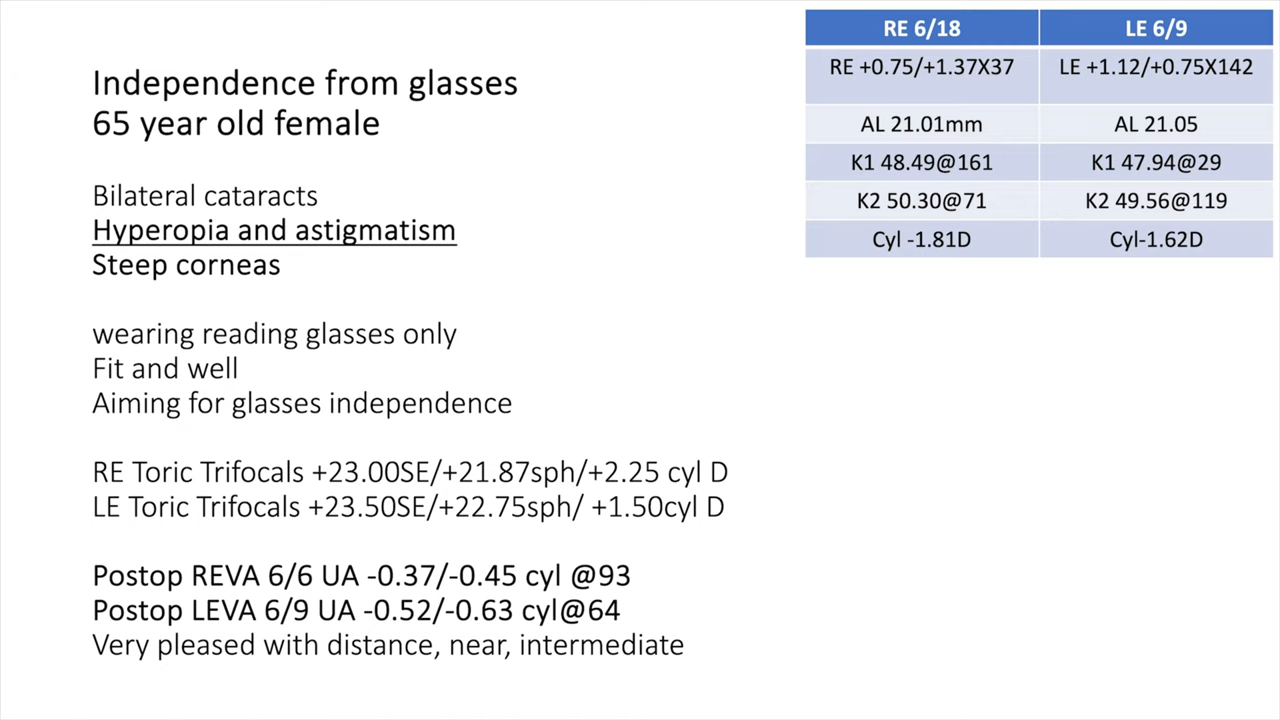 Independence from glasses
65 year old female
Bilateral cataracts
Hyperopia and astigmatism
Steep corneas
wearing reading glasses only
Fit and well
Aiming for glasses independence
RE Toric Trifocals +23.00SE/+21.87sph/+2.25 cyl D
LE Toric Trifocals +23.50SE/+22.75sph/ +1.50cyl D
Postop REVA 6/6 UA -0.37/-0.45 cyl @93
Postop LEVA 6/9 UA -0.52/-0.63 cyl@64
Very pleased with distance, near, intermediate
RE 6/18 LE 6/9
RE +0.75/+1.37X37 LE +1.12/+0.75X142
AL 21.01mm AL 21.05
K1 48.49@161 K1 47.94@29
K2 50.30@71 K2 49.56@119
Cyl -1.81D Cyl-1.62D